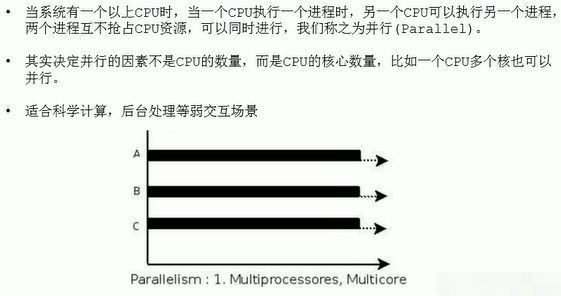 • 当系统有一个以上CPU时，当一个CPU执行一个进程时，另一个CPU可以执行另一个进程，
两个进程互不抢占CPU资源，可以同时进行，我们称之为并行(Parallel)。
• 其实决定并行的因素不是CPU的数量，而是CPU的核心数量，比如一个CPU多个核也可以
并行。
• 适合科学计算，后台处理等弱交互场景
A
B
C
Parallelism : 1. Multiprocessores, Multicore